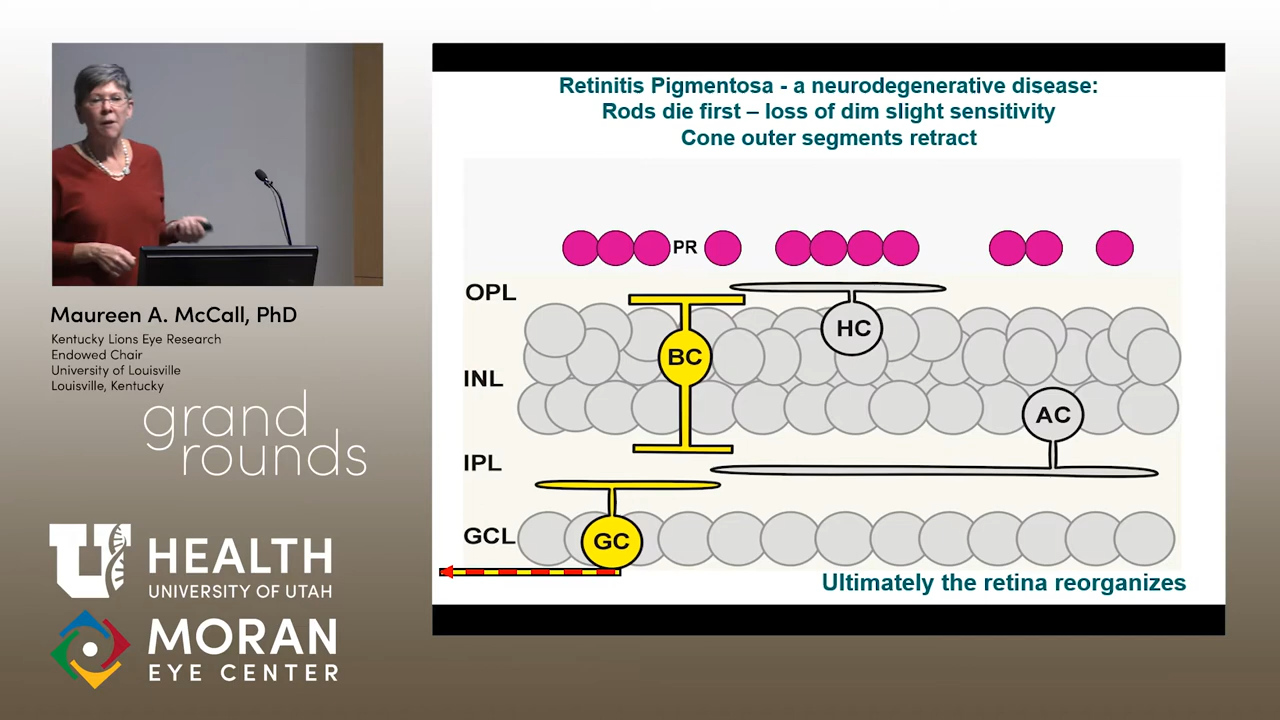 Retinitis Pigmentosa - a neurodegenerative disease:
Rods die first – loss of dim slight sensitivity
Cone outer segments retract
PR
OPL
HC
BC
INL
AC
IPL
GCL
GC
Ultimately the retina reorganizes
Maureen A. McCall, PhD
Kentucky Lions Eye Research
Endowed Chair
University of Louisville
Louisville, Kentucky
grand
rounds
U HEALTH
UNIVERSITY OF UTAH
MORAN
EYE CENTER